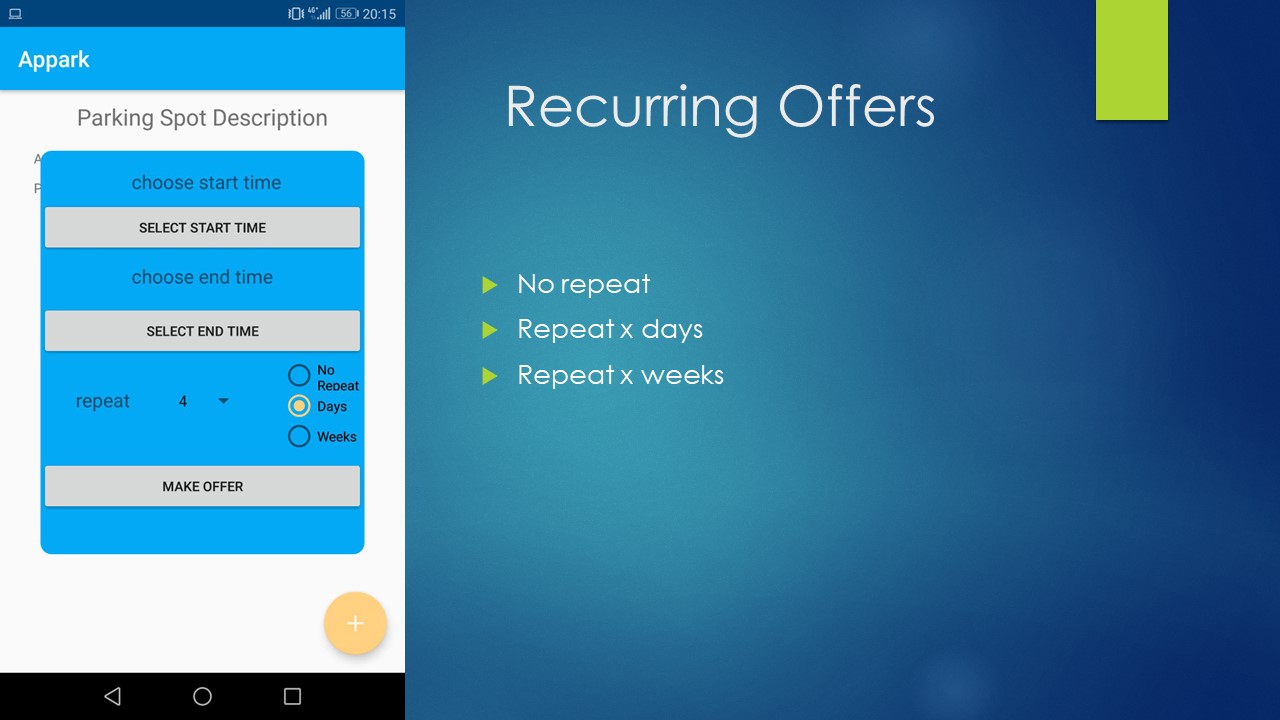 4G+ 56 20:15
Appark
Parking Spot Description
A
P
choose start time
SELECT START TIME
choose end time
SELECT END TIME
No
Repeat
repeat 4
Days
Weeks
MAKE OFFER
+
Recurring Offers
No repeat
Repeat x days
Repeat x weeks